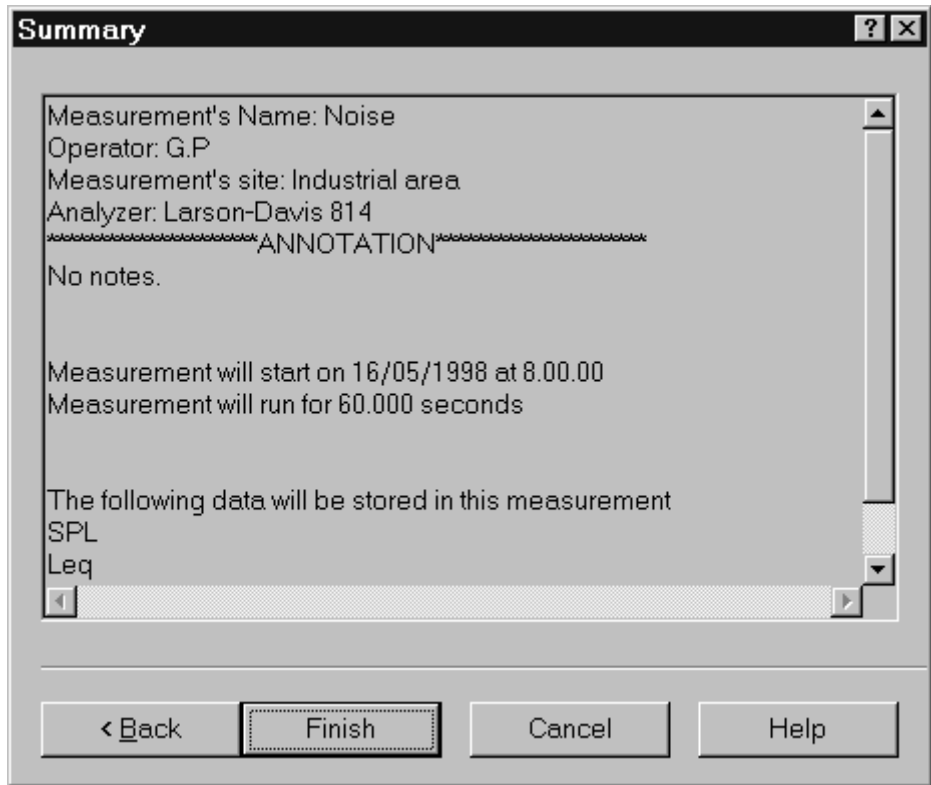 Summary
Measurement's Name: Noise
Operator: G.P
Measurement's site: Industrial area
Analyzer: Larson-Davis 814
**********************ANNOTATION**********************
No notes.
Measurement will start on 16/05/1998 at 8.00.00
Measurement will run for 60.000 seconds
The following data will be stored in this measurement
SPL
Leq
< Back Finish Cancel Help